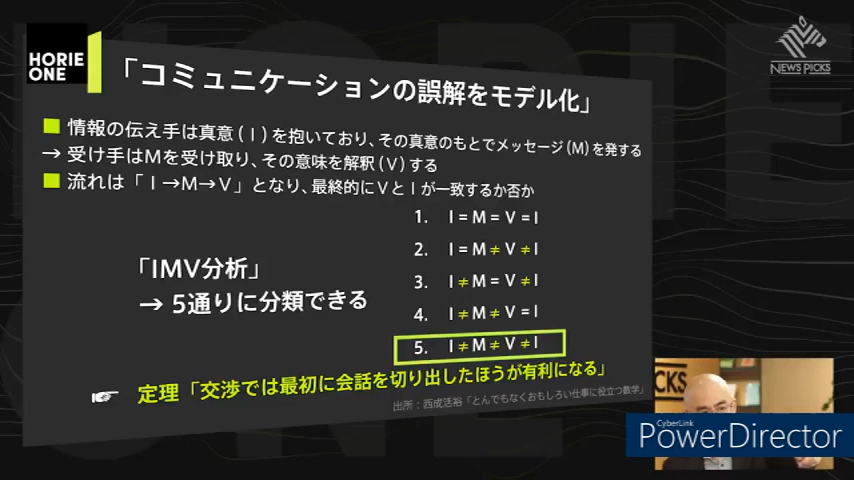 HORIE
ONE
NEWS PICKS
「コミュニケーションの誤解をモデル化」
■ 情報の伝え手は真意(I)を抱いており、その真意のもとでメッセージ(M)を発する
→ 受け手はMを受け取り、その意味を解釈(V)する
■ 流れは「I→M→V」となり、最終的にVとIが一致するか否か
1. I=M=V=I
2. I=M≠V≠I
「IMV分析」
3. I≠M=V≠I
→ 5通りに分類できる
4. I≠M≠V=I
5. I≠M≠V≠I
☞ 定理「交渉では最初に会話を切り出したほうが有利になる」
出所:西成活裕「とんでもなくおもしろい仕事に役立つ数学」
CKS
CyberLink
PowerDirector